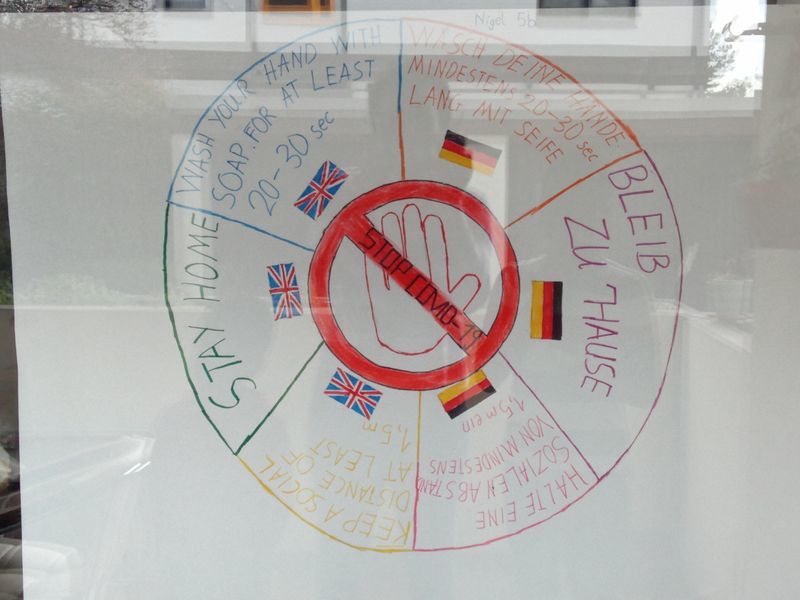 Nigel 5b
WASCH DEINE HÄNDE
MINDESTENS 20-30 sec
LANG MIT SEIFE
BLEIB
ZU HAUSE
HALTE EINE
SOZIALEN ABSTAND
VON MINDESTENS
1,5m ein
KEEP A SOCIAL
DISTANCE OF
AT LEAST
1,5m
STAY HOME
WASH YOUR HAND WITH
SOAP FOR AT LEAST
20-30 sec
STOP COVID-19!